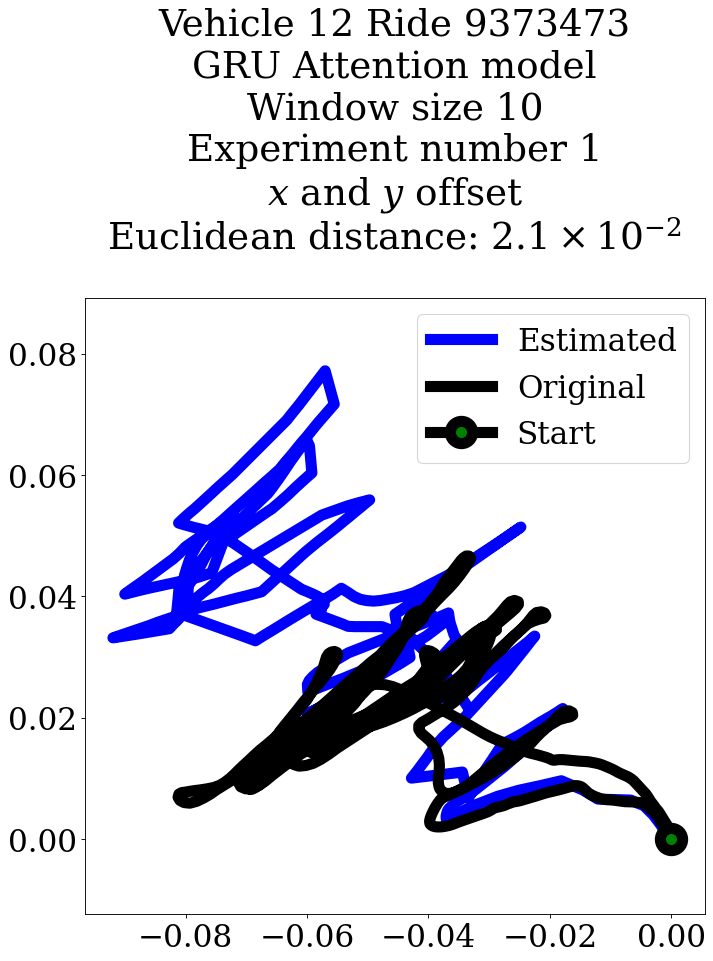 Vehicle 12 Ride 9373473
GRU Attention model
Window size 10
Experiment number 1
x and y offset
Euclidean distance: 2.1 × 10⁻²
Estimated
Original
Start
0.08
0.06
0.04
0.02
0.00
−0.08 −0.06 −0.04 −0.02 0.00